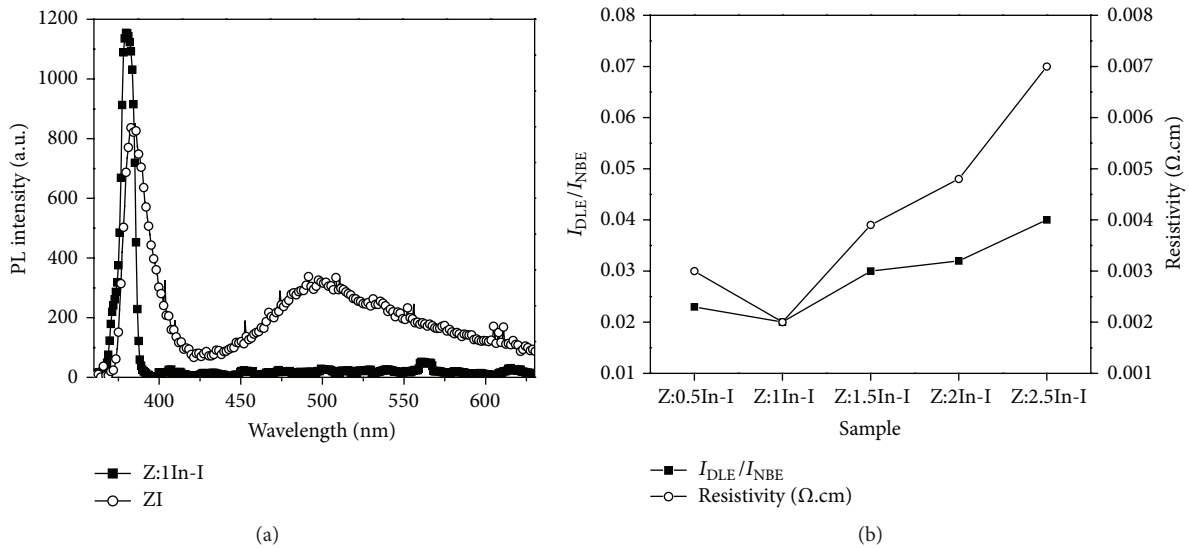 1200
1000
800
600
400
200
0
PL intensity (a.u.)
400
450
500
550
600
Wavelength (nm)
Z:1In-I
ZI
(a)
0.08
0.07
0.06
0.05
0.04
0.03
0.02
0.01
I_DLE/I_NBE
0.008
0.007
0.006
0.005
0.004
0.003
0.002
0.001
Resistivity (Ω.cm)
Z:0.5In-I Z:1In-I Z:1.5In-I Z:2In-I Z:2.5In-I
Sample
I_DLE/I_NBE
Resistivity (Ω.cm)
(b)